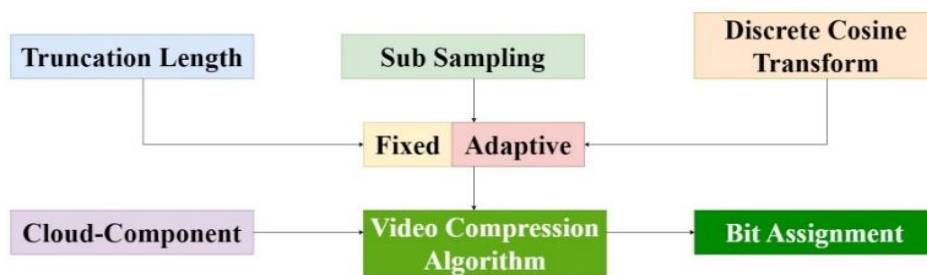 Truncation Length
Sub Sampling
Discrete Cosine
Transform
Fixed
Adaptive
Cloud-Component
Video Compression
Algorithm
Bit Assignment